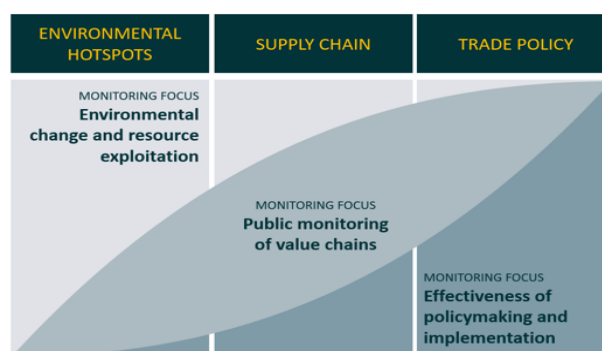 ENVIRONMENTAL
HOTSPOTS
SUPPLY CHAIN
TRADE POLICY
MONITORING FOCUS
Environmental
change and resource
exploitation
MONITORING FOCUS
Public monitoring
of value chains
MONITORING FOCUS
Effectiveness of
policymaking and
implementation